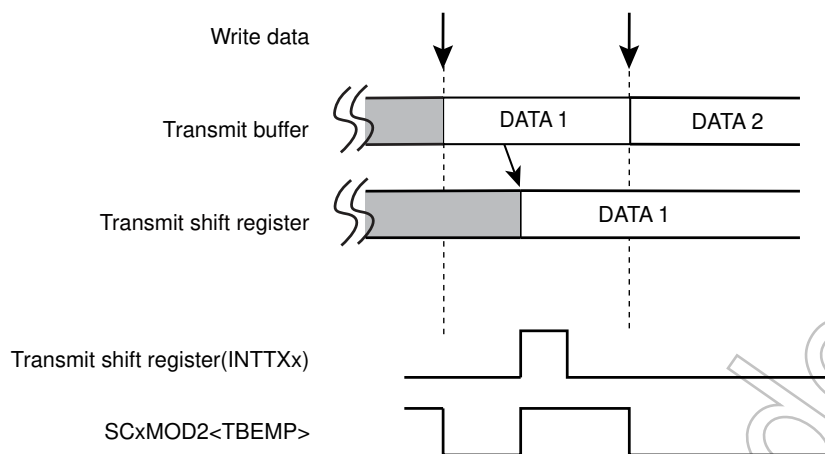 Write data
Transmit buffer
DATA 1
DATA 2
Transmit shift register
DATA 1
Transmit shift register(INTTXx)
SCxMOD2<TBEMP>